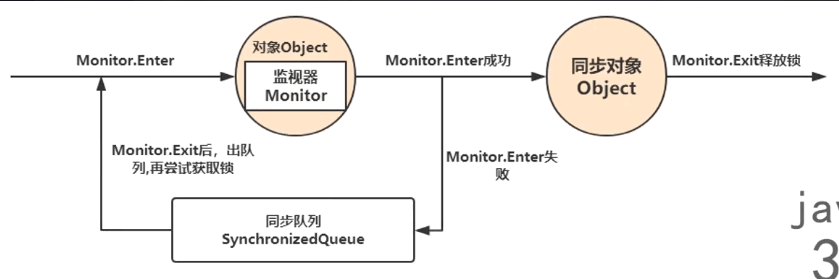 Monitor.Enter
对象Object
监视器
Monitor
Monitor.Enter成功
同步对象
Object
Monitor.Exit释放锁
Monitor.Exit后，出队
列,再尝试获取锁
Monitor.Enter失
败
同步队列
SynchronizedQueue
jav
3